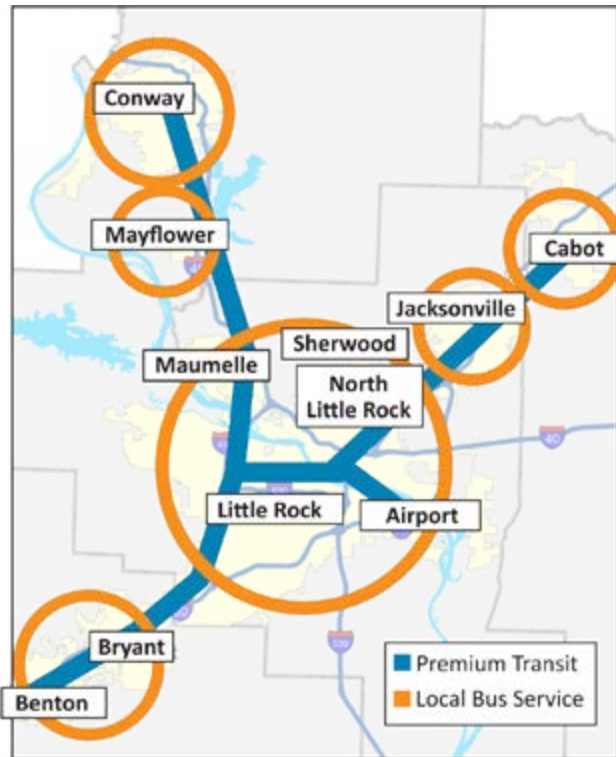 Conway
Mayflower
Cabot
Jacksonville
Sherwood
Maumelle
North
Little Rock
40
Little Rock
Airport
Bryant
Benton
Premium Transit
Local Bus Service